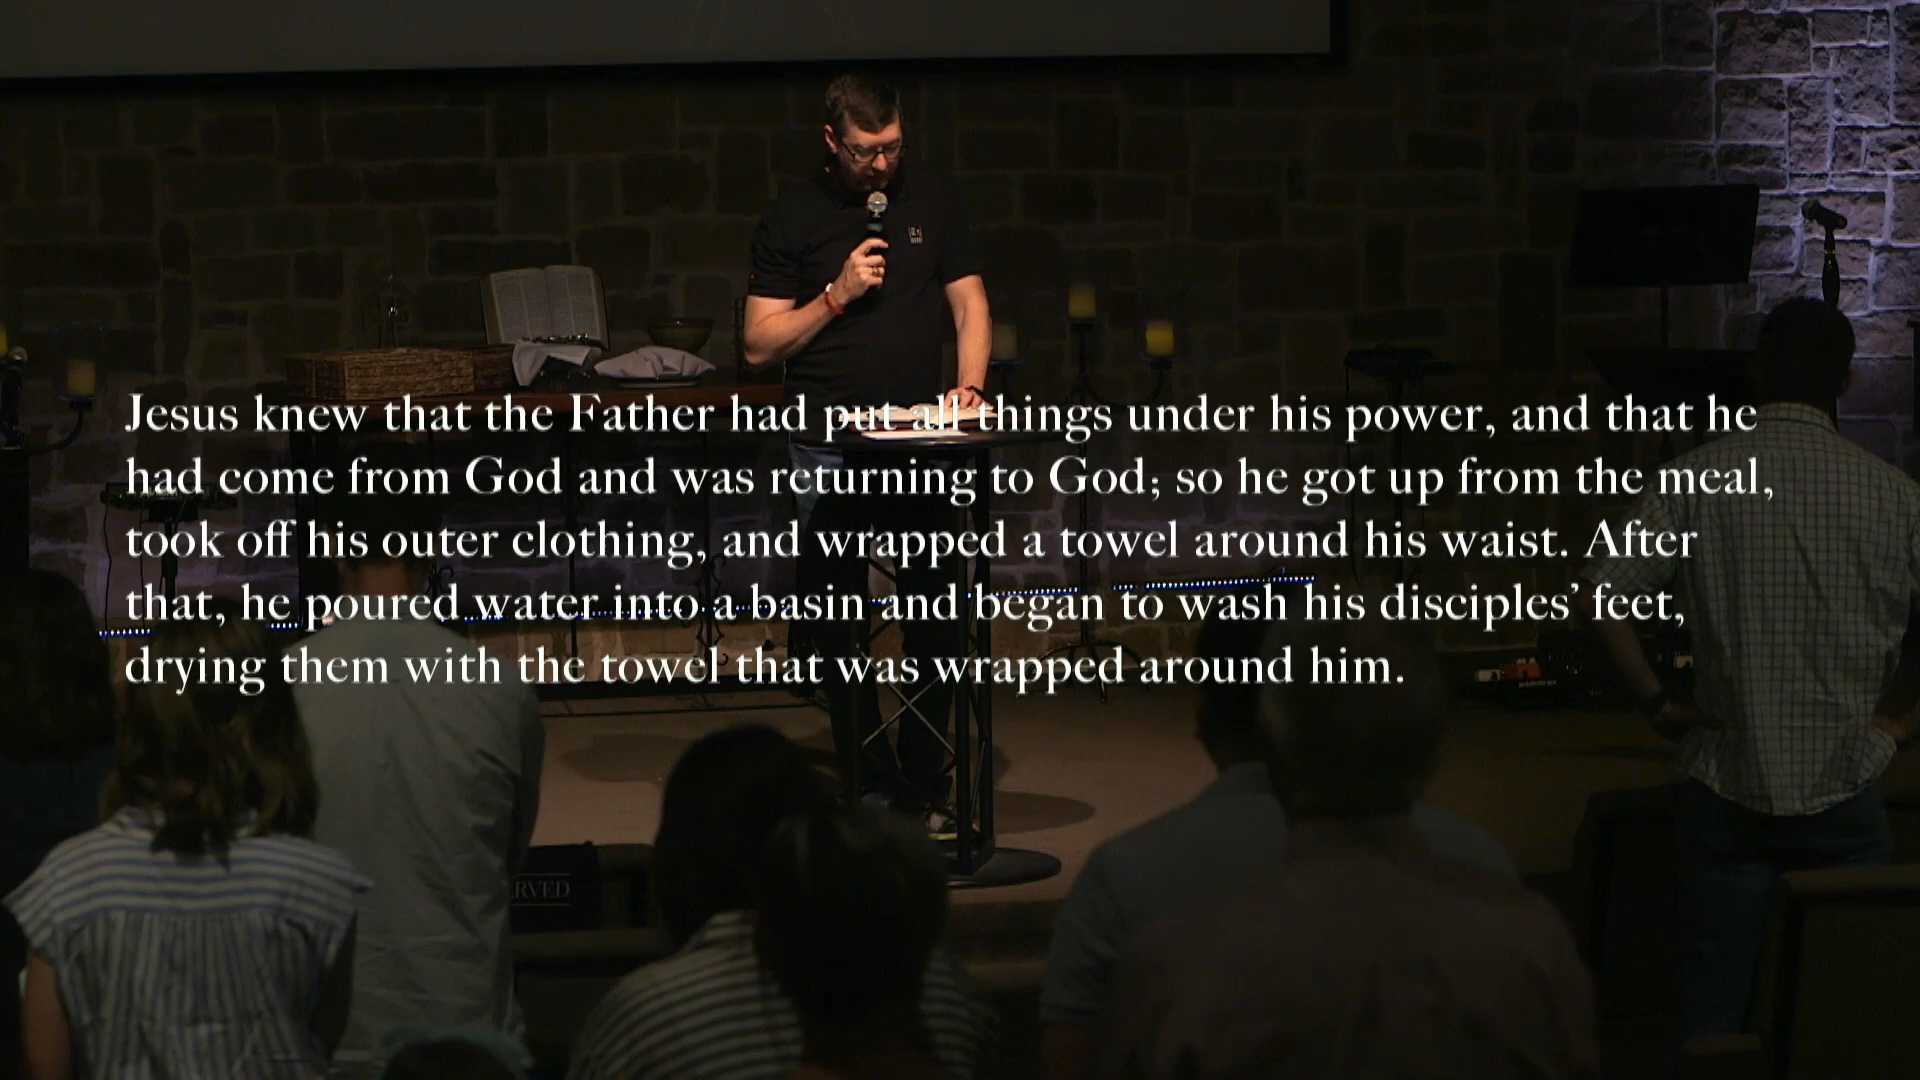 Jesus knew that the Father had put all things under his power, and that he
had come from God and was returning to God; so he got up from the meal,
took off his outer clothing, and wrapped a towel around his waist. After
that, he poured water into a basin and began to wash his disciples’ feet,
drying them with the towel that was wrapped around him.
RVED